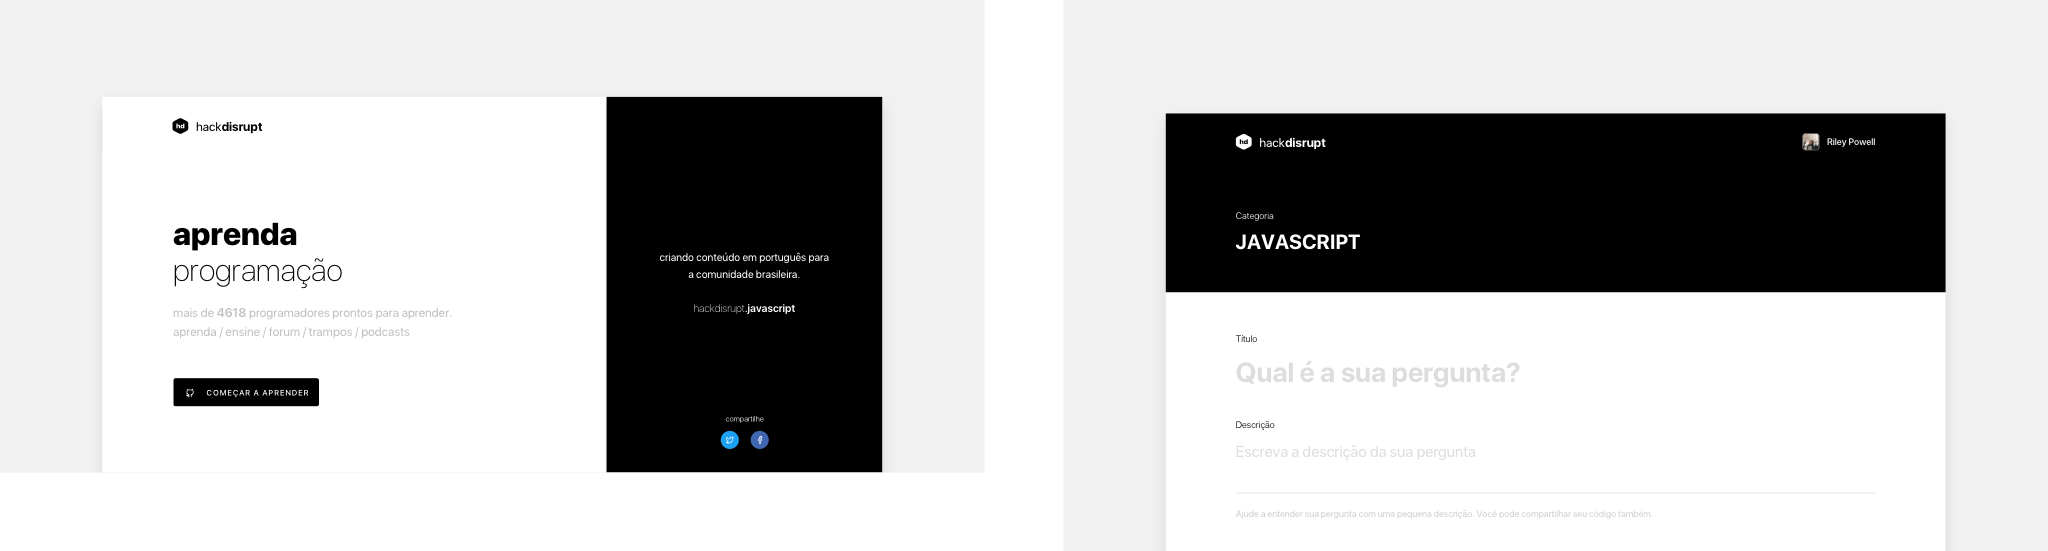 hd hackdisrupt
aprenda
programação
mais de 4618 programadores prontos para aprender.
aprenda / ensine / forum / trampos / podcasts
COMEÇAR A APRENDER
criando conteúdo em português para
a comunidade brasileira.
hackdisrupt.javascript
compartilhe
hd hackdisrupt
Riley Powell
Categoria
JAVASCRIPT
Título
Qual é a sua pergunta?
Descrição
Escreva a descrição da sua pergunta
Ajude a entender sua pergunta com uma pequena descrição. Você pode compartilhar seu código também.